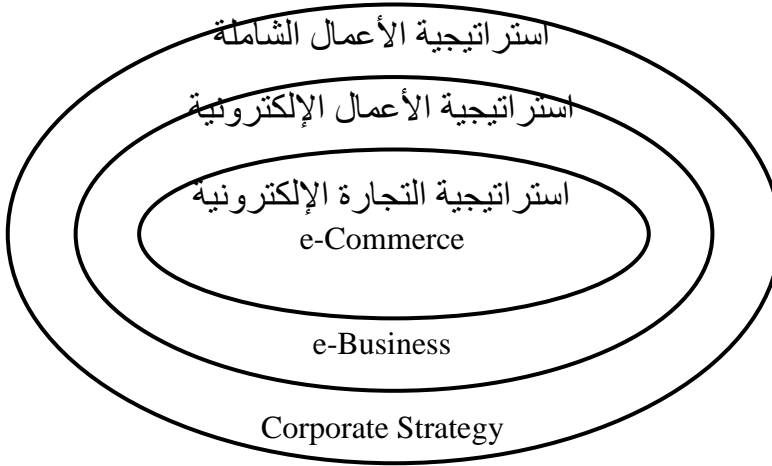 استراتيجية الأعمال الشاملة
استراتيجية الأعمال الإلكترونية
استراتيجية التجارة الإلكترونية
e-Commerce
e-Business
Corporate Strategy